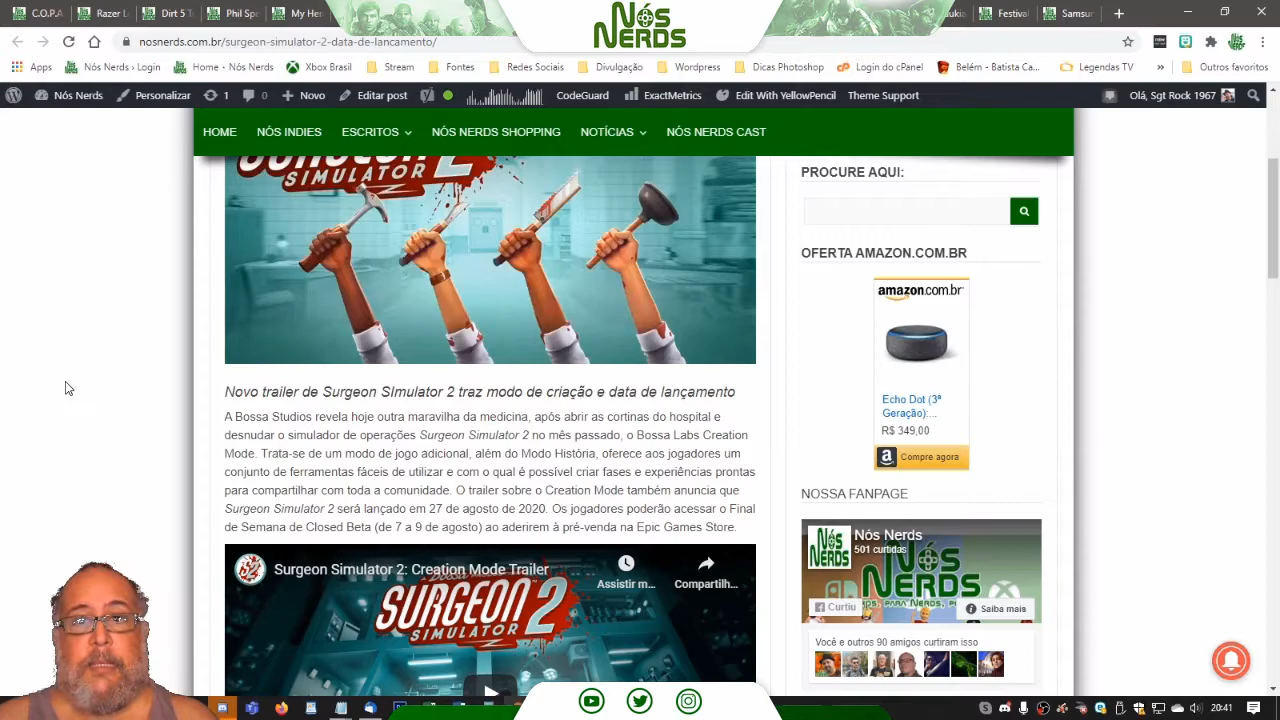 Cop
Cop
Razer
Dirt 5
Nós
Nerds
nosnerds.com.br/surgeon-simulator-2-data-de-lancamento/
Apps
Nós Nerds › Login
Home - Nós Nerds
Xbox Brasil
Stream
Fontes
Redes Sociais
Divulgação
Wordpress
Dicas Photoshop
Login do cPanel
Belém - Batista Ca...
Legendas TV
»
Outros favoritos
Nós Nerds
Personalizar
1
0
Novo
Editar post
CodeGuard
ExactMetrics
Edit With YellowPencil
Theme Support
Olá, Sgt Rock 1967
HOME
NÓS INDIES
ESCRITOS
NÓS NERDS SHOPPING
NOTÍCIAS
NÓS NERDS CAST
SURGEON
SIMULATOR 2
PROCURE AQUI:
OFERTA AMAZON.COM.BR
amazon.com.br
Echo Dot (3ª
Geração):...
R$ 349,00
Compre agora
Novo trailer de Surgeon SImulator 2 traz modo de criação e data de lançamento
A Bossa Studios revela hoje outra maravilha da medicina, após abrir as cortinas do hospital e
desnudar o simulador de operações Surgeon Simulator 2 no mês passado, o Bossa Labs Creation
Mode. Trata-se de um modo de jogo adicional, além do Modo História, oferece aos jogadores um
conjunto de ferramentas fáceis de utilizar e com o qual é possível criar fases e experiências prontas
para compartilhar com toda a comunidade. O trailer sobre o Creation Mode também anuncia que
Surgeon Simulator 2 será lançado em 27 de agosto de 2020. Os jogadores poderão acessar o Final
de Semana de Closed Beta (de 7 a 9 de agosto) ao aderirem à pré-venda na Epic Games Store.
NOSSA FANPAGE
Nós Nerds
501 curtidas
Nós
Nerds
Curtiu
Saiba mais
Você e outros 90 amigos curtiram isso
Surgeon Simulator 2: Creation Mode Trailer
Assistir m...
Compartilh...
SURGEON
SIMULATOR 2
20:41